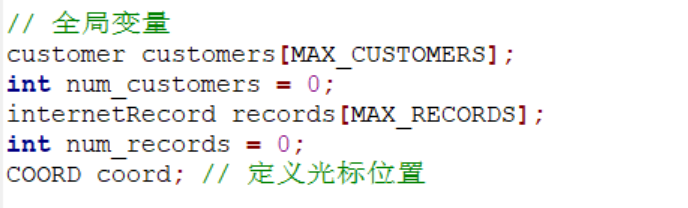 // 全局变量
customer customers[MAX_CUSTOMERS];
int num_customers = 0;
internetRecord records[MAX_RECORDS];
int num_records = 0;
COORD coord; // 定义光标位置